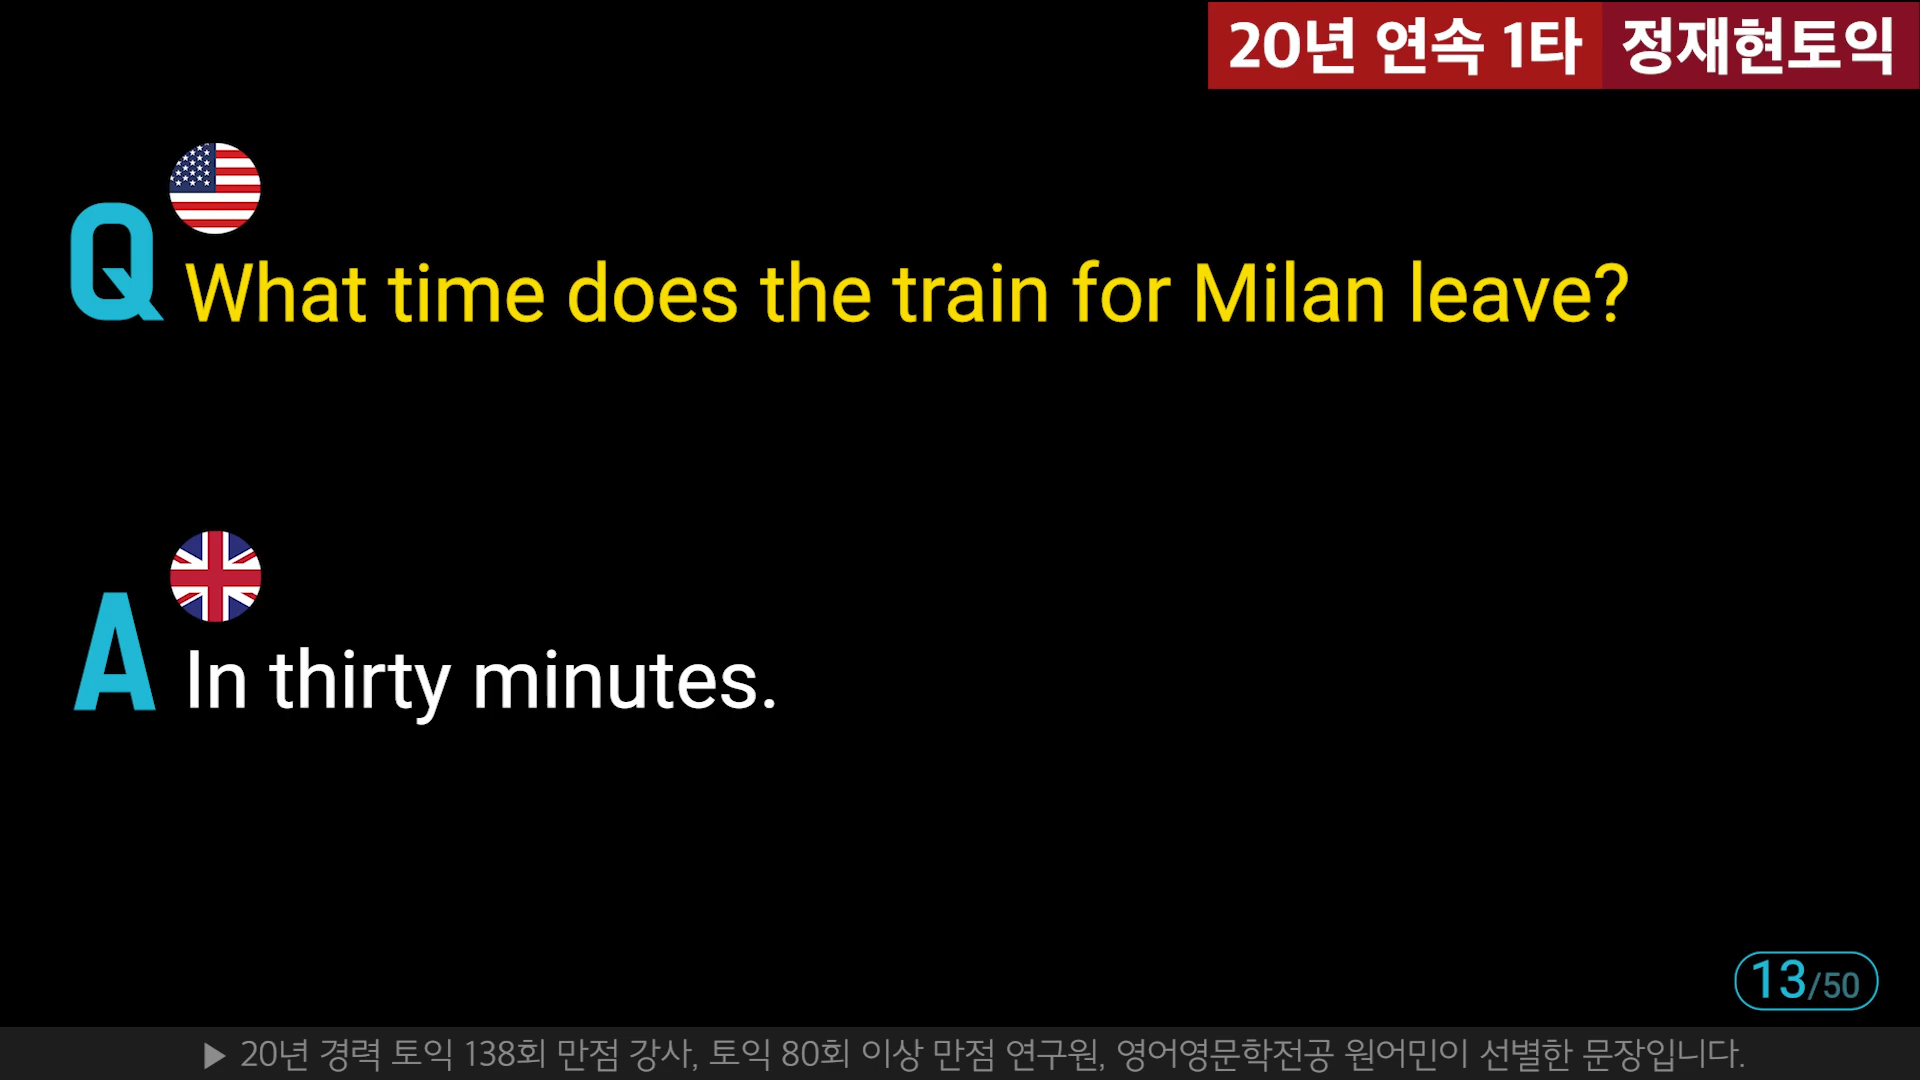 20년 연속 1타 정재현토익
Q What time does the train for Milan leave?
A In thirty minutes.
13/50
▶ 20년 경력 토익 138회 만점 강사, 토익 80회 이상 만점 연구원, 영어영문학전공 원어민이 선별한 문장입니다.